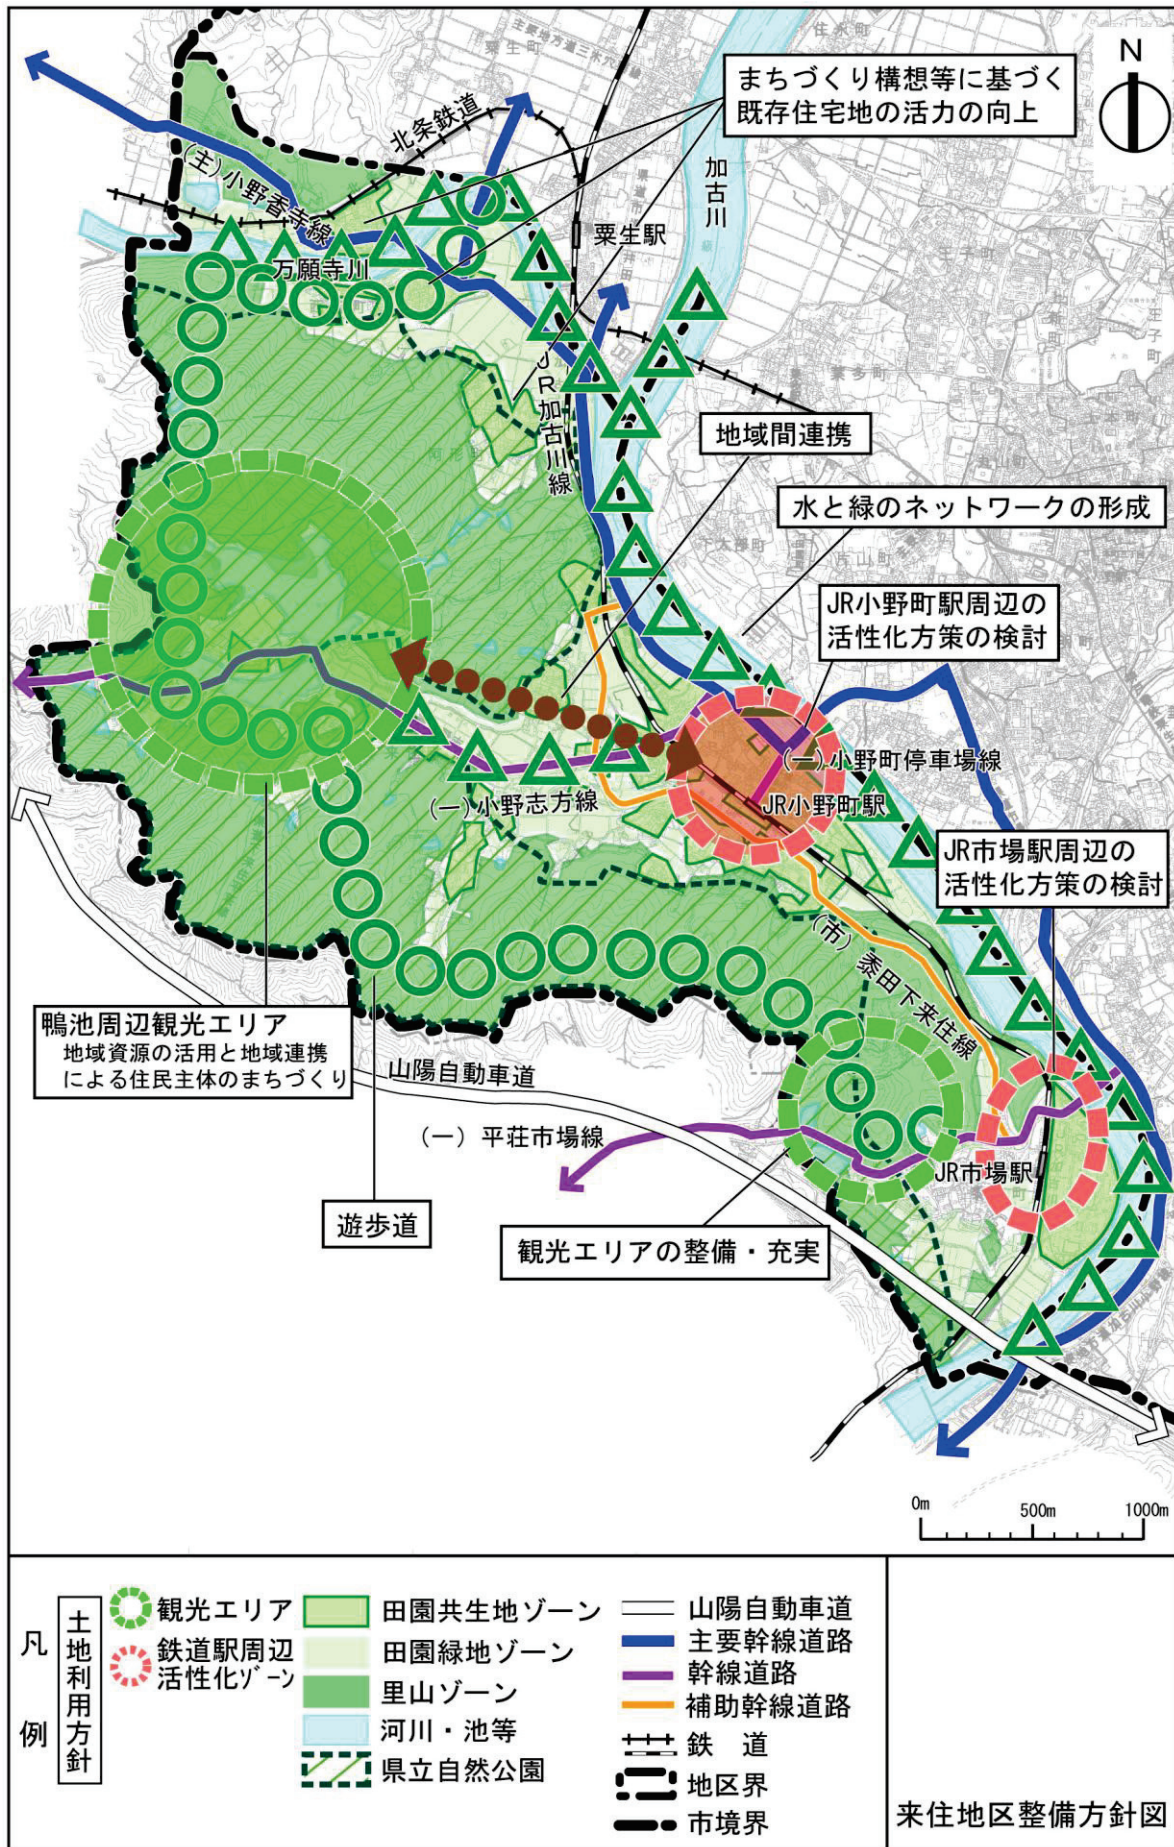 まちづくり構想等に基づく
既存住宅地の活力の向上
N
北条鉄道
(主)小野香寺線
加古川
粟生駅
万願寺川
JR加古川線
地域間連携
水と緑のネットワークの形成
JR小野町駅周辺の
活性化方策の検討
(一)小野町停車場線
(一)小野志方線
JR小野町駅
JR市場駅周辺の
活性化方策の検討
(市)黍田下来住線
鴨池周辺観光エリア
地域資源の活用と地域連携
による住民主体のまちづくり
山陽自動車道
(一)平荘市場線
JR市場駅
遊歩道
観光エリアの整備・充実
0m 500m 1000m
凡例
土地利用方針
観光エリア
鉄道駅周辺
活性化ゾーン
田園共生地ゾーン
田園緑地ゾーン
里山ゾーン
河川・池等
県立自然公園
山陽自動車道
主要幹線道路
幹線道路
補助幹線道路
鉄 道
地区界
市境界
来住地区整備方針図